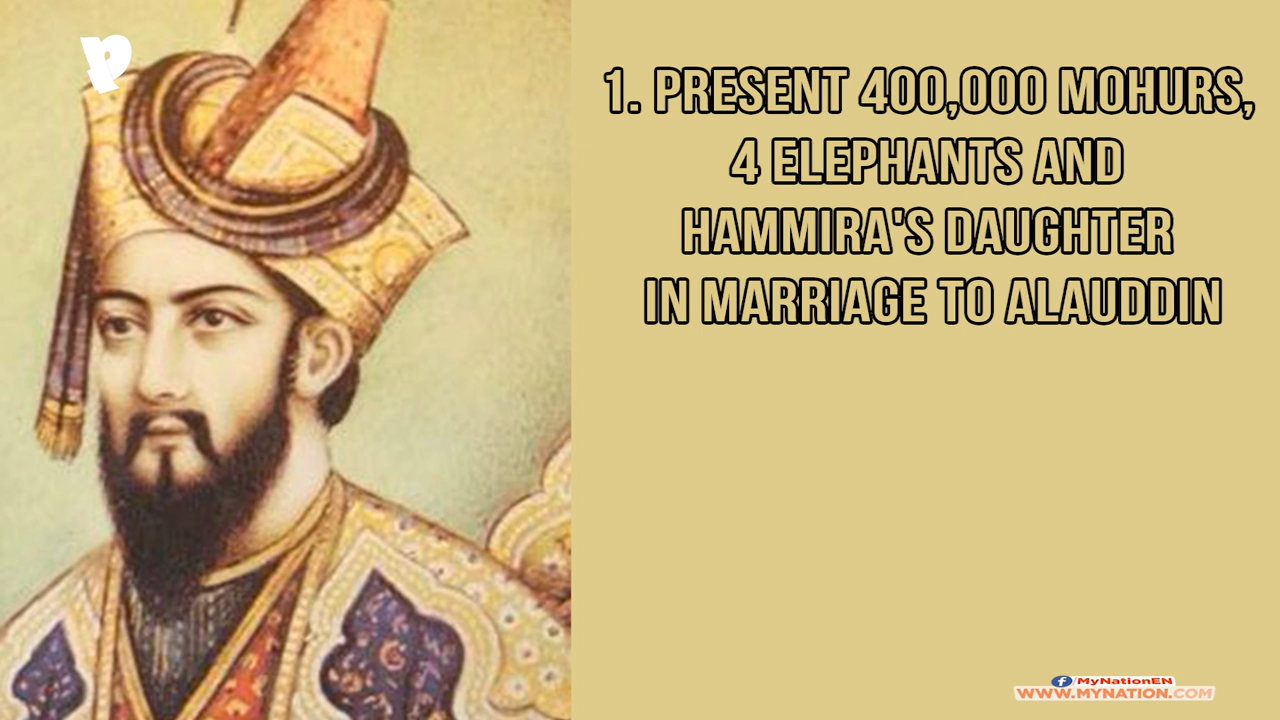 1. PRESENT 400,000 MOHURS,
4 ELEPHANTS AND
HAMMIRA'S DAUGHTER
IN MARRIAGE TO ALAUDDIN
f/MyNationEN
WWW.MYNATION.COM